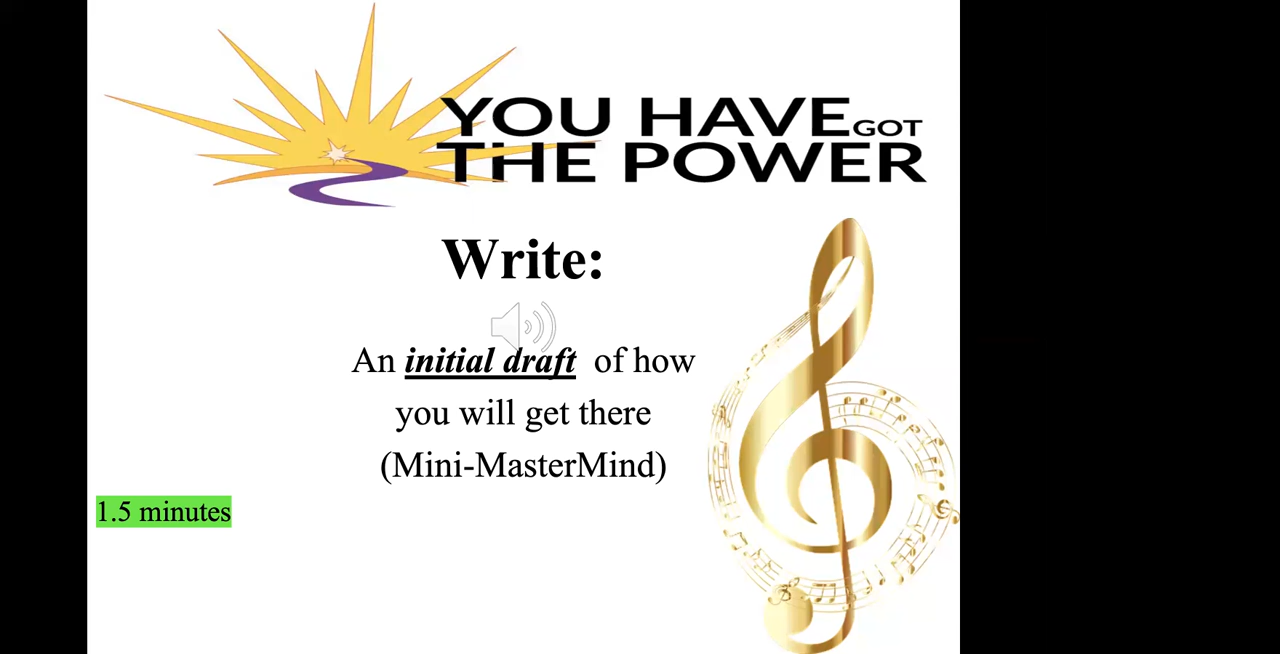 YOU HAVE GOT
THE POWER
Write:
An initial draft of how
you will get there
(Mini-MasterMind)
1.5 minutes